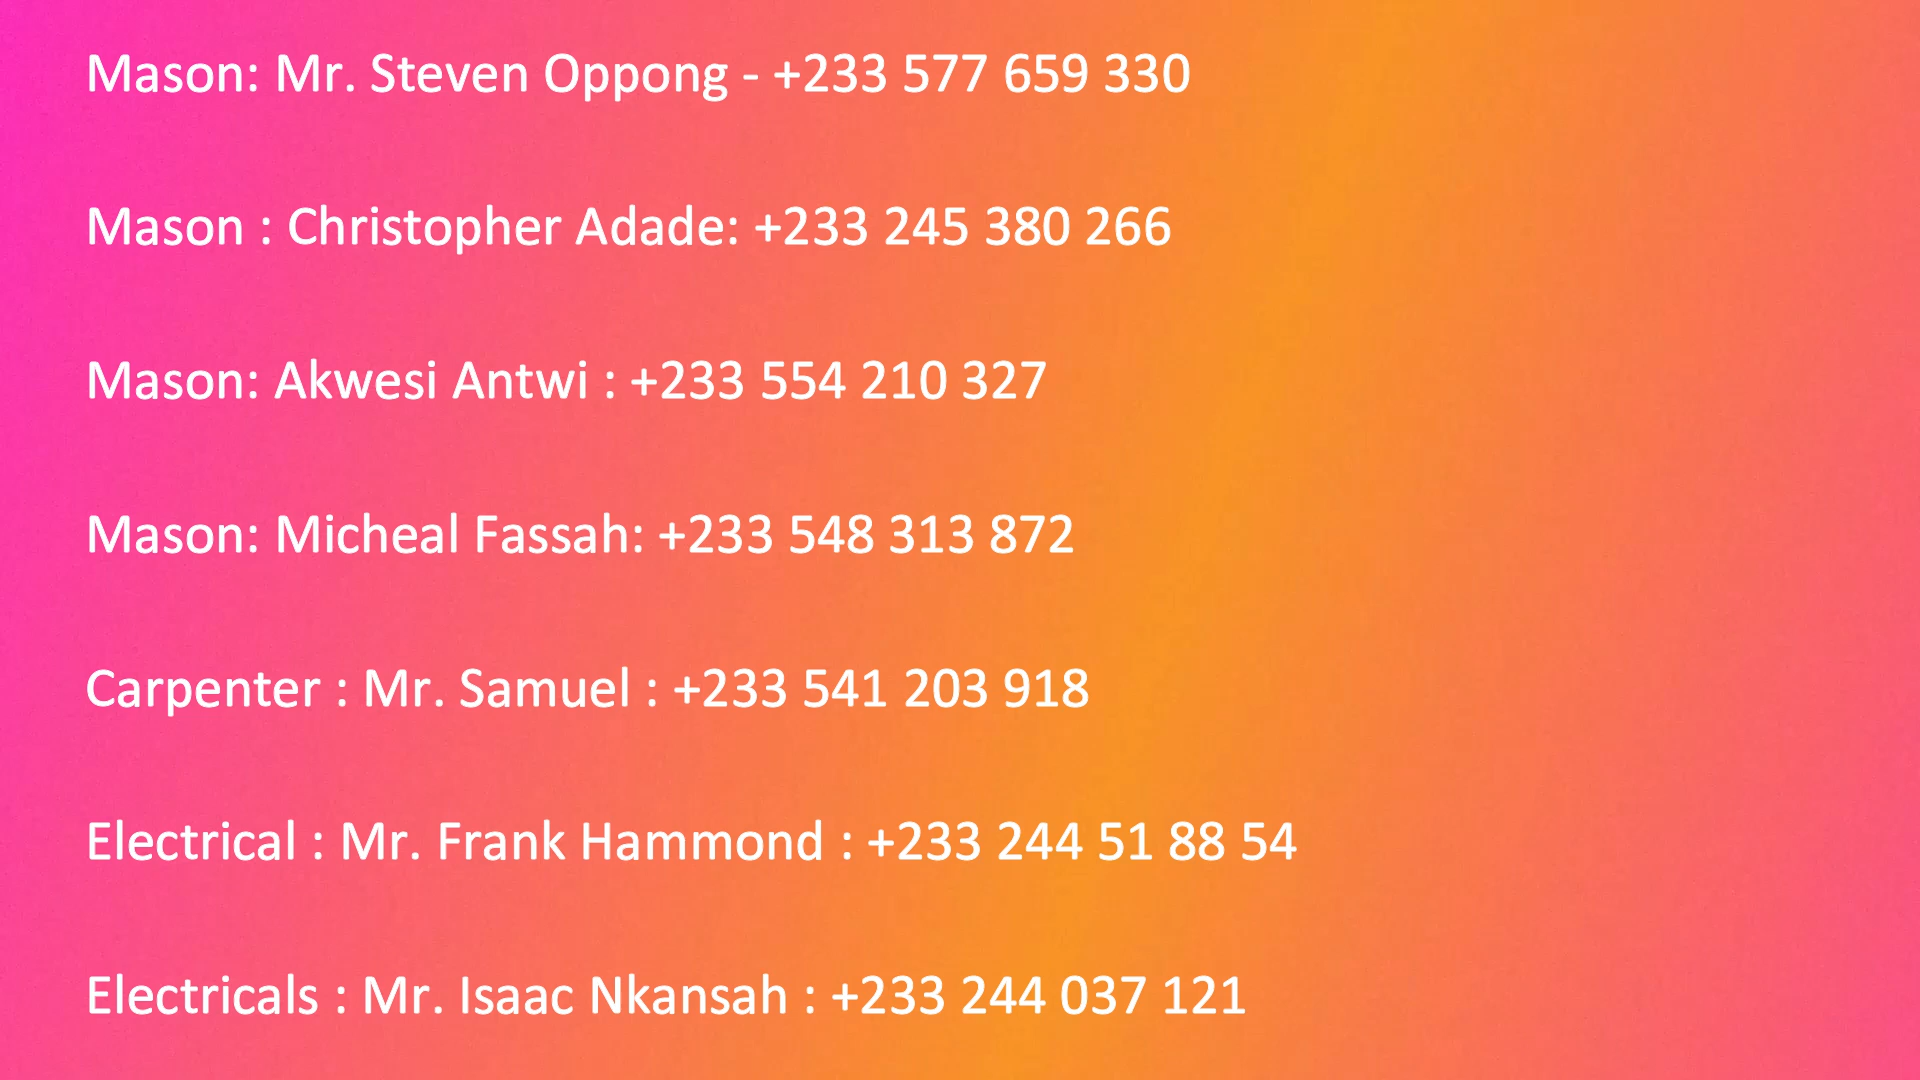 Mason: Mr. Steven Oppong - +233 577 659 330
Mason : Christopher Adade: +233 245 380 266
Mason: Akwesi Antwi : +233 554 210 327
Mason: Micheal Fassah: +233 548 313 872
Carpenter : Mr. Samuel : +233 541 203 918
Electrical : Mr. Frank Hammond : +233 244 51 88 54
Electricals : Mr. Isaac Nkansah : +233 244 037 121